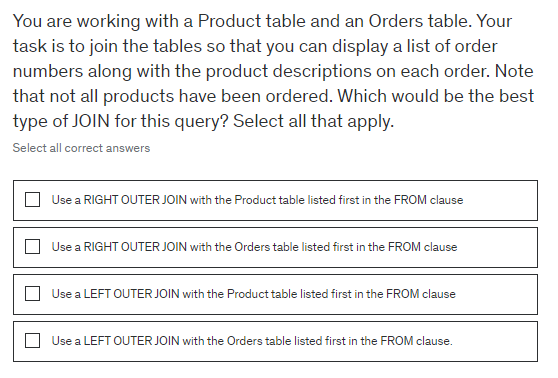 You are working with a Product table and an Orders table. Your
task is to join the tables so that you can display a list of order
numbers along with the product descriptions on each order. Note
that not all products have been ordered. Which would be the best
type of JOIN for this query? Select all that apply.
Select all correct answers
Use a RIGHT OUTER JOIN with the Product table listed first in the FROM clause
Use a RIGHT OUTER JOIN with the Orders table listed first in the FROM clause
Use a LEFT OUTER JOIN with the Product table listed first in the FROM clause
Use a LEFT OUTER JOIN with the Orders table listed first in the FROM clause.